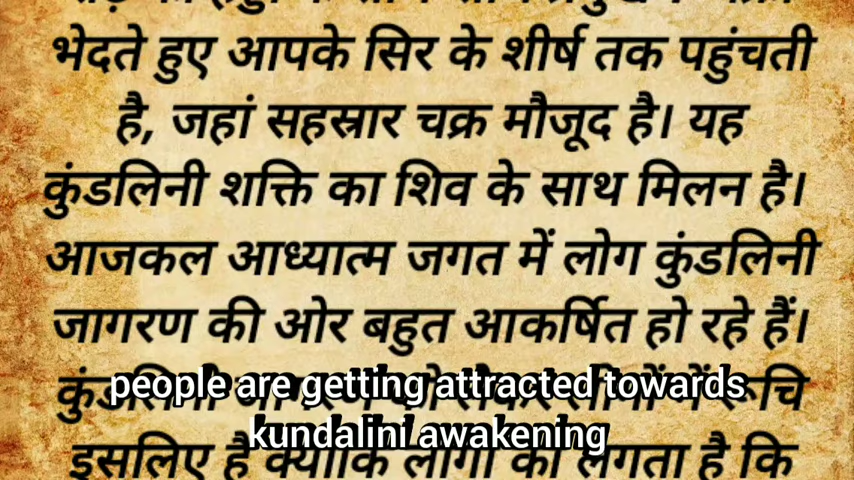 भेदते हुए आपके सिर के शीर्ष तक पहुंचती
है, जहां सहस्रार चक्र मौजूद है। यह
कुंडलिनी शक्ति का शिव के साथ मिलन है।
आजकल आध्यात्म जगत में लोग कुंडलिनी
जागरण की ओर बहुत आकर्षित हो रहे हैं।
people are getting attracted towards
kundalini awakening
इसलिए है क्योंकि लोगों को लगता है कि